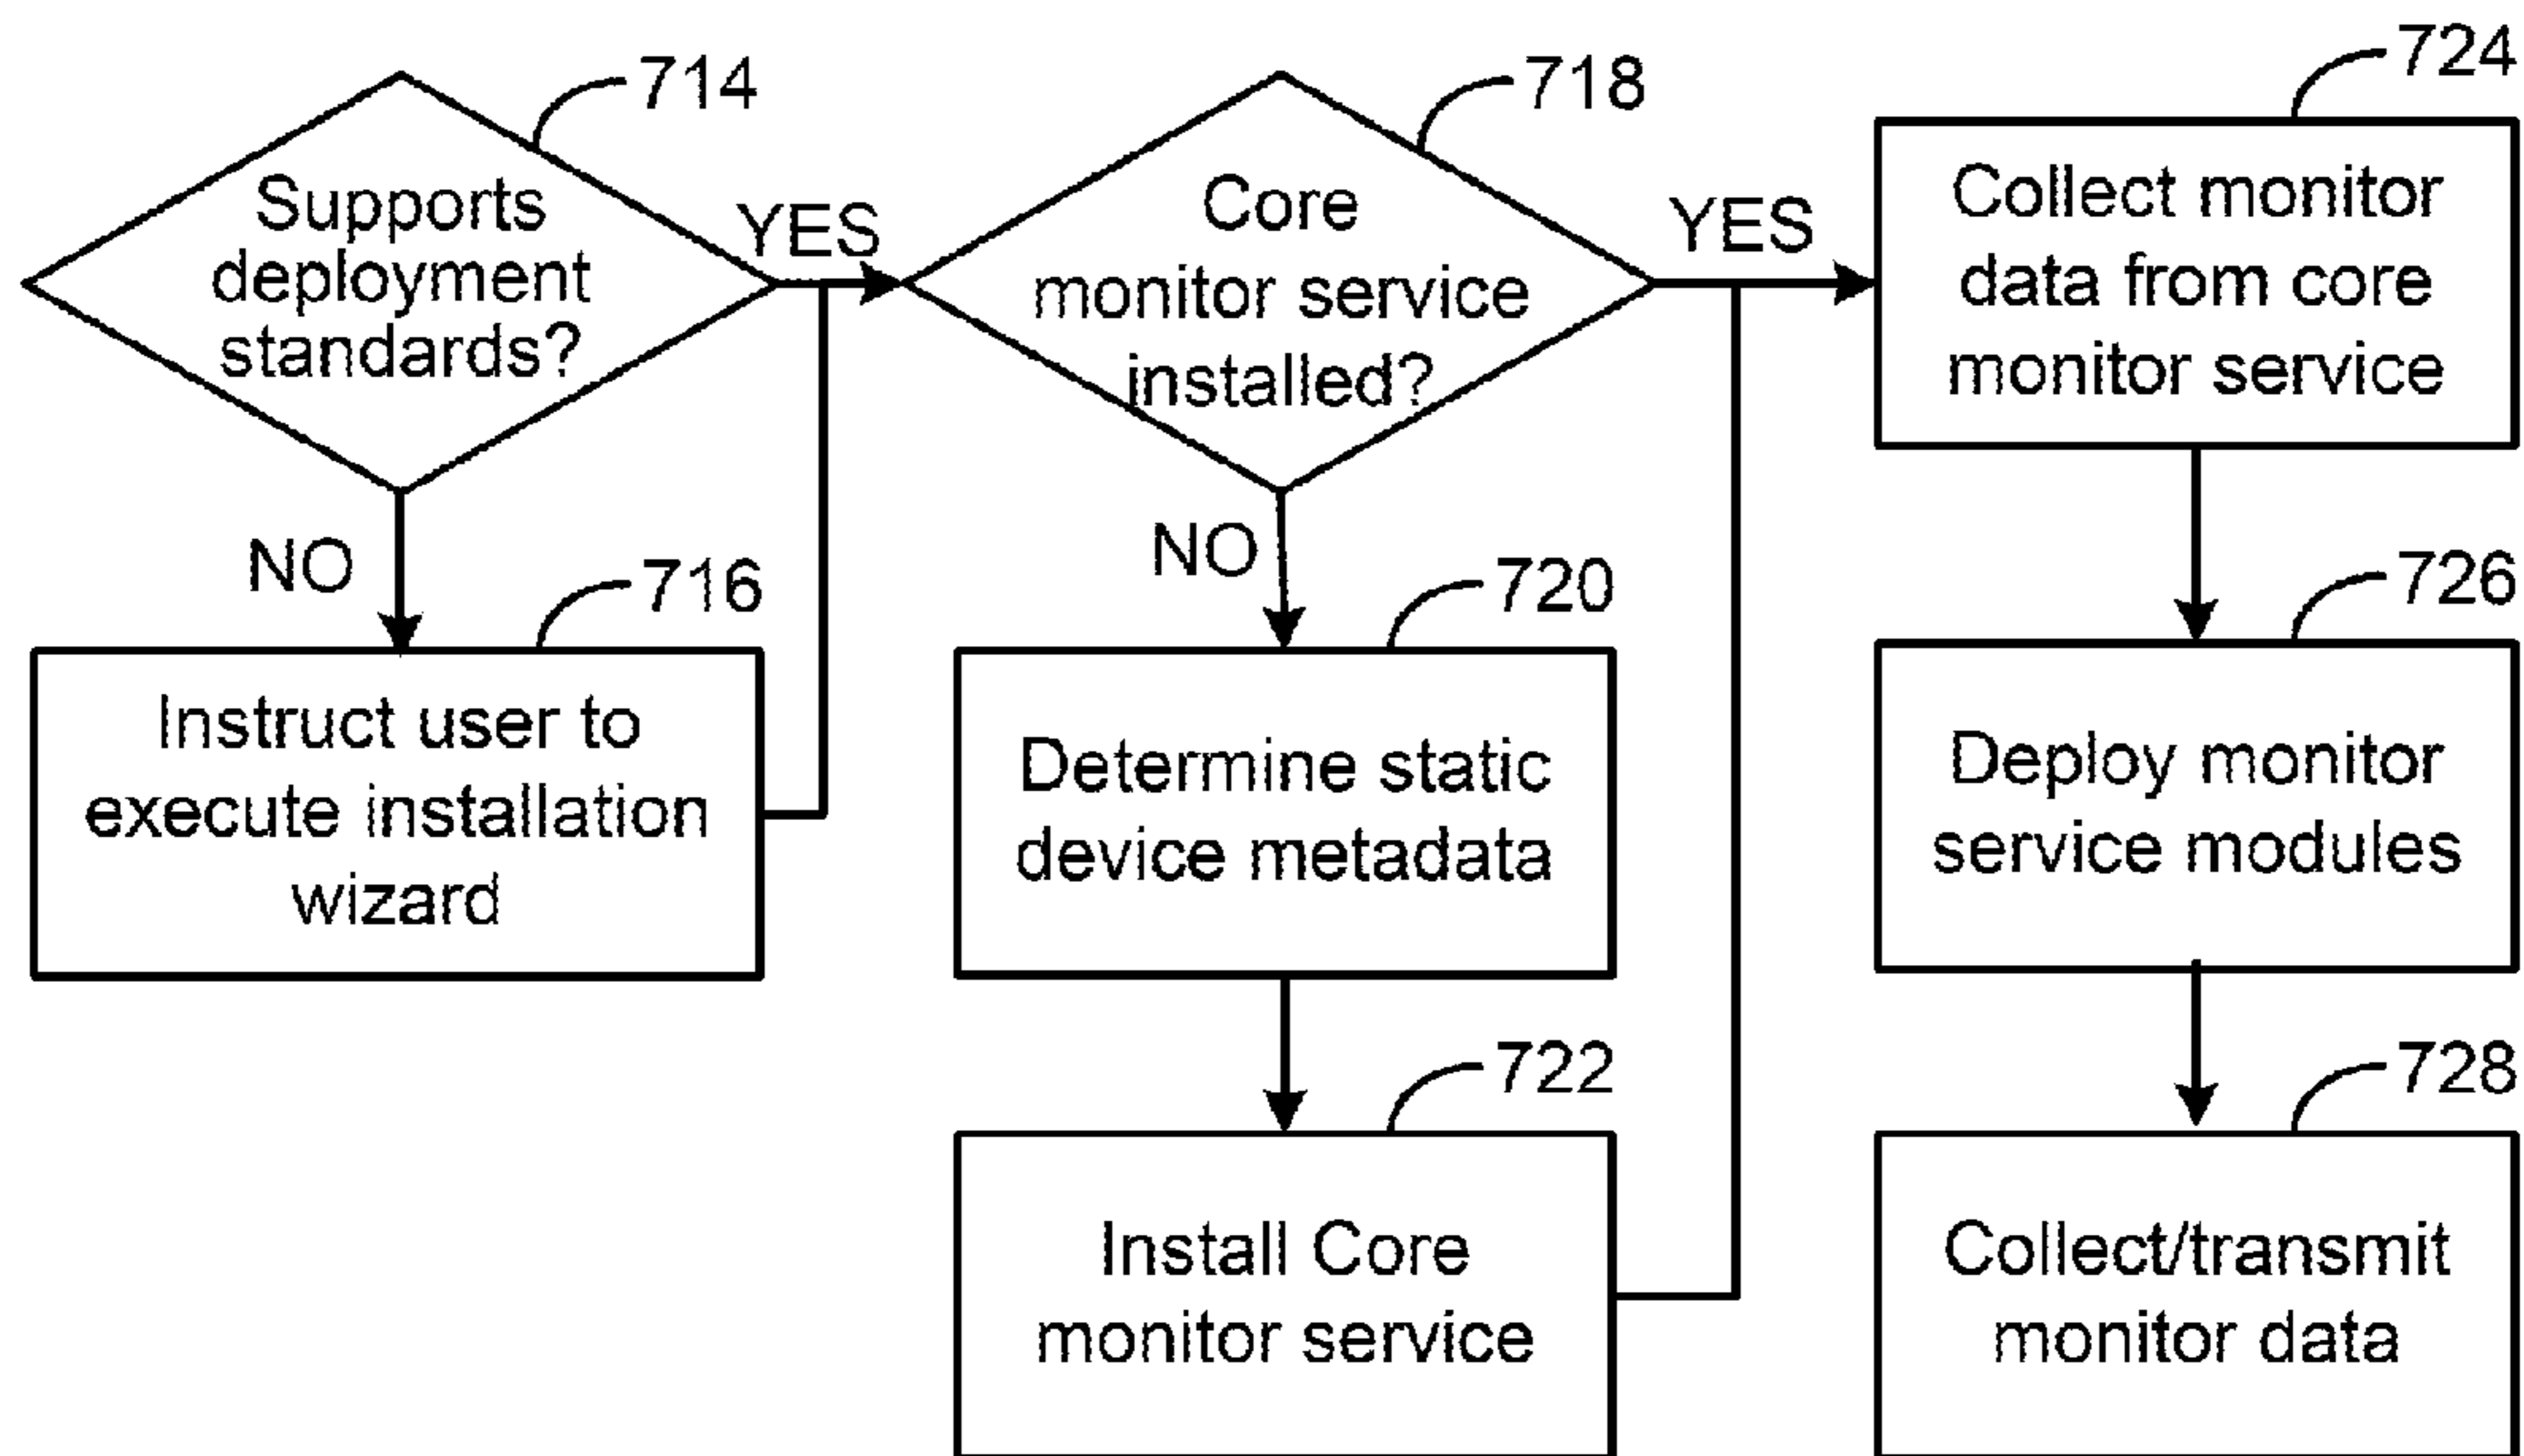 714
Supports
deployment
standards?
YES
NO
716
Instruct user to
execute installation
wizard
718
Core
monitor service
installed?
YES
NO
720
Determine static
device metadata
722
Install Core
monitor service
724
Collect monitor
data from core
monitor service
726
Deploy monitor
service modules
728
Collect/transmit
monitor data